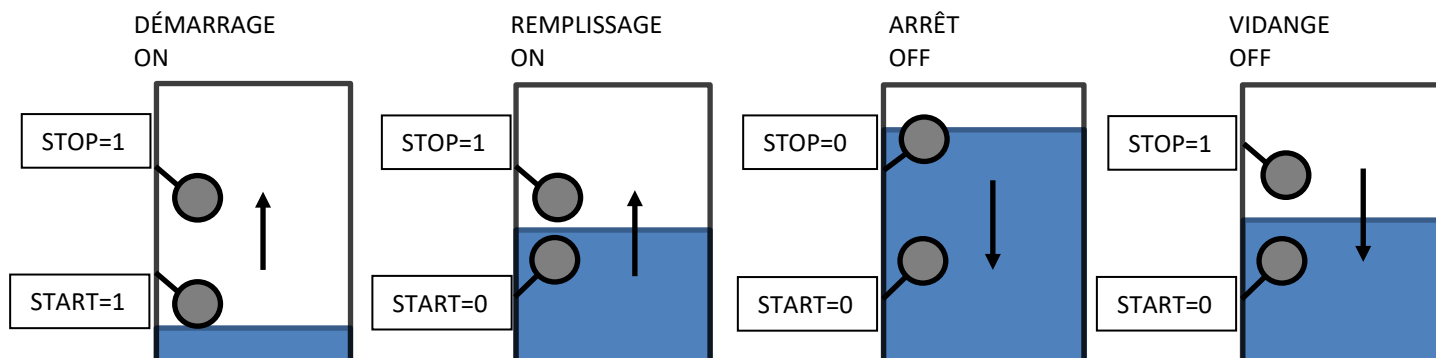 DÉMARRAGE
ON
STOP=1
START=1
REMPLISSAGE
ON
STOP=1
START=0
ARRÊT
OFF
STOP=0
START=0
VIDANGE
OFF
STOP=1
START=0